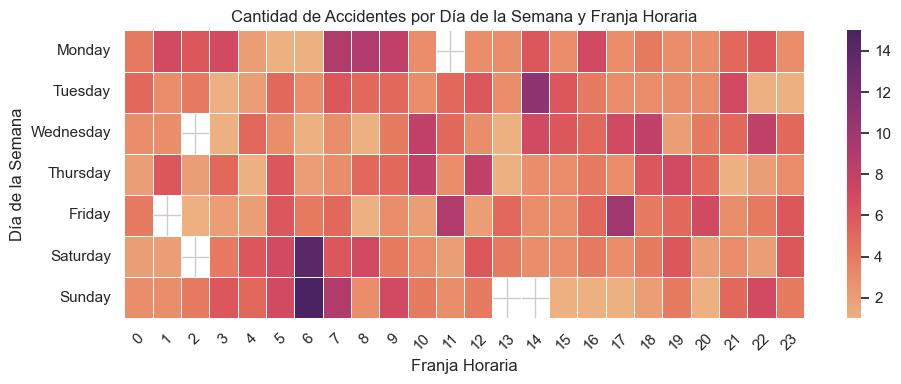 Cantidad de Accidentes por Día de la Semana y Franja Horaria
Día de la Semana
Monday
Tuesday
Wednesday
Thursday
Friday
Saturday
Sunday
0 1 2 3 4 5 6 7 8 9 10 11 12 13 14 15 16 17 18 19 20 21 22 23
Franja Horaria
14
12
10
8
6
4
2